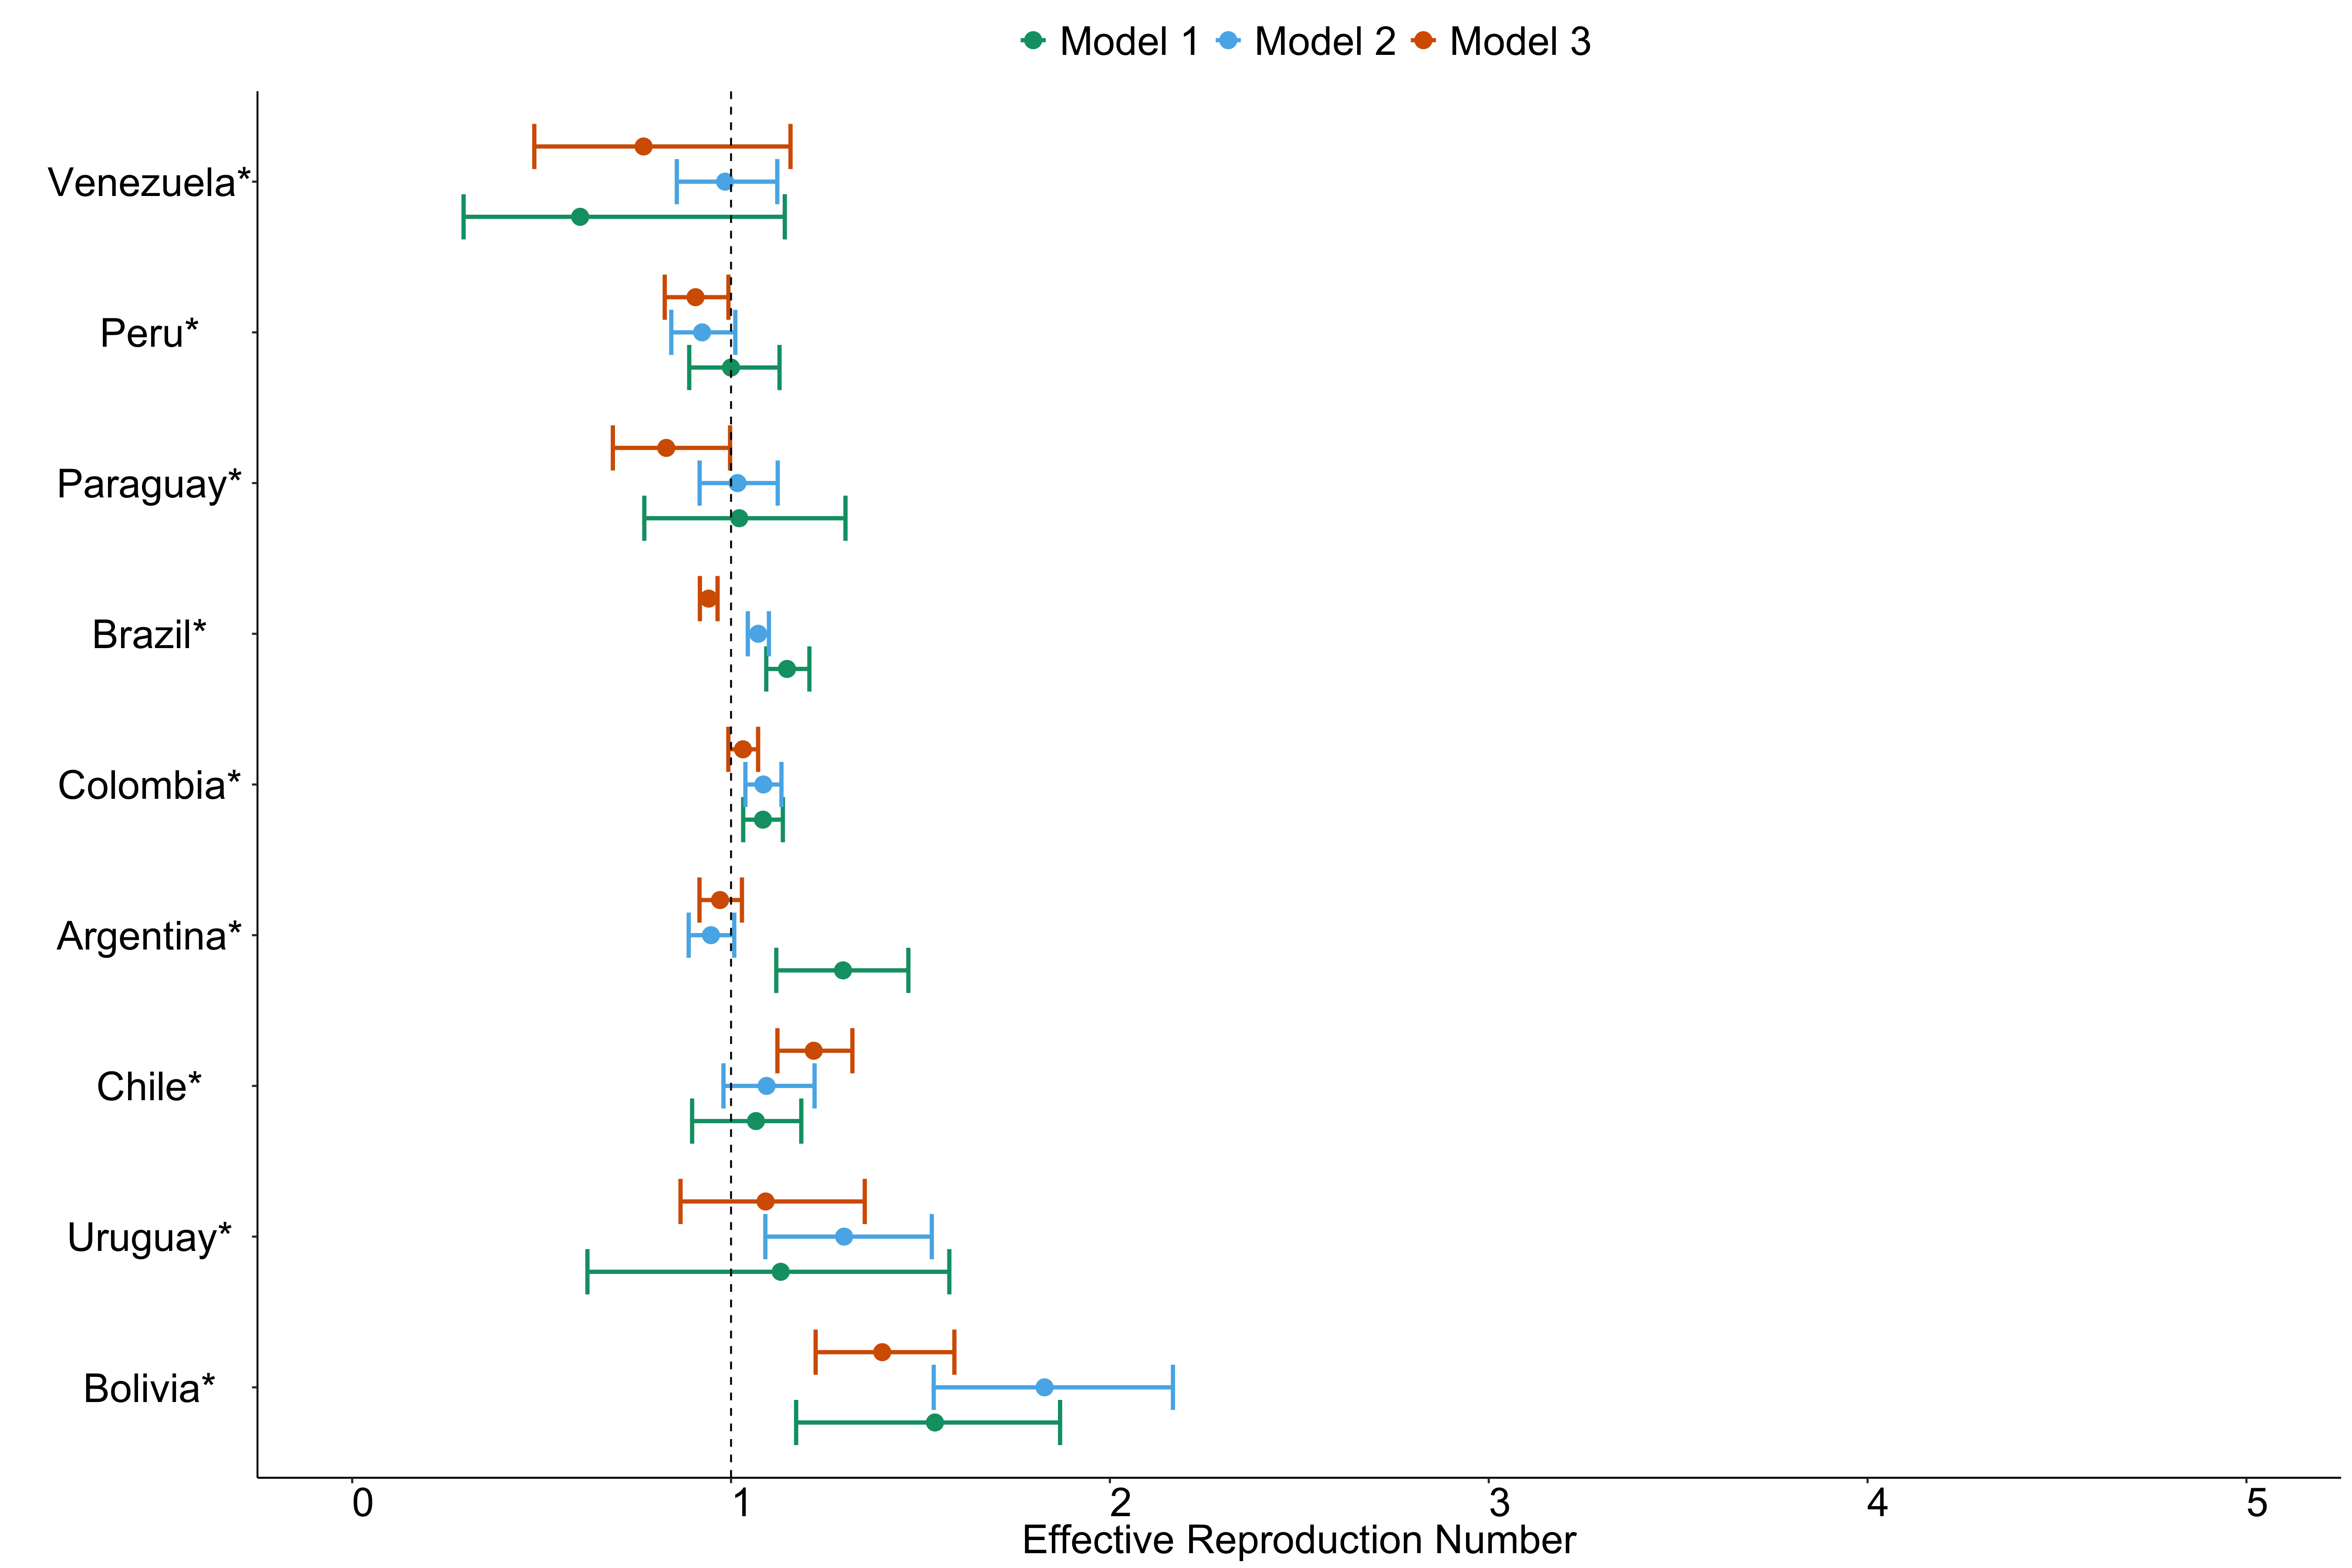 Model 1 Model 2 Model 3
Venezuela*
Peru*
Paraguay*
Brazil*
Colombia*
Argentina*
Chile*
Uruguay*
Bolivia*
0 1 2 3 4 5
Effective Reproduction Number